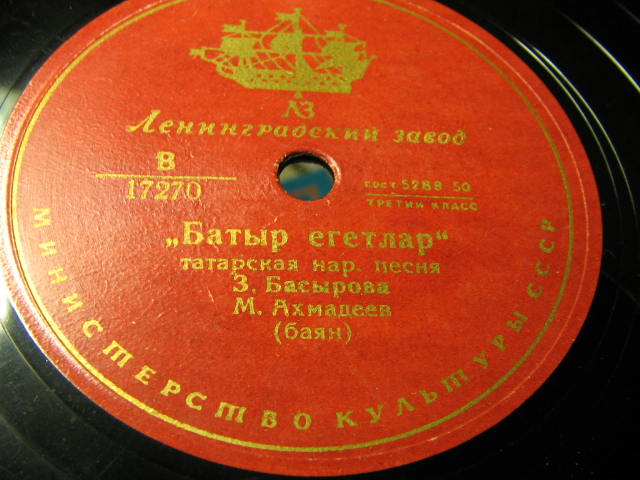 ЛЗ
Ленинградский завод
В
17270
ГОСТ 5289 50
ТРЕТИЙ КЛАСС
„Батыр егетлар“
татарская нар. песня
З. Басырова
М. Ахмадеев
(баян)
МИНИСТЕРСТВО КУЛЬТУРЫ СССР